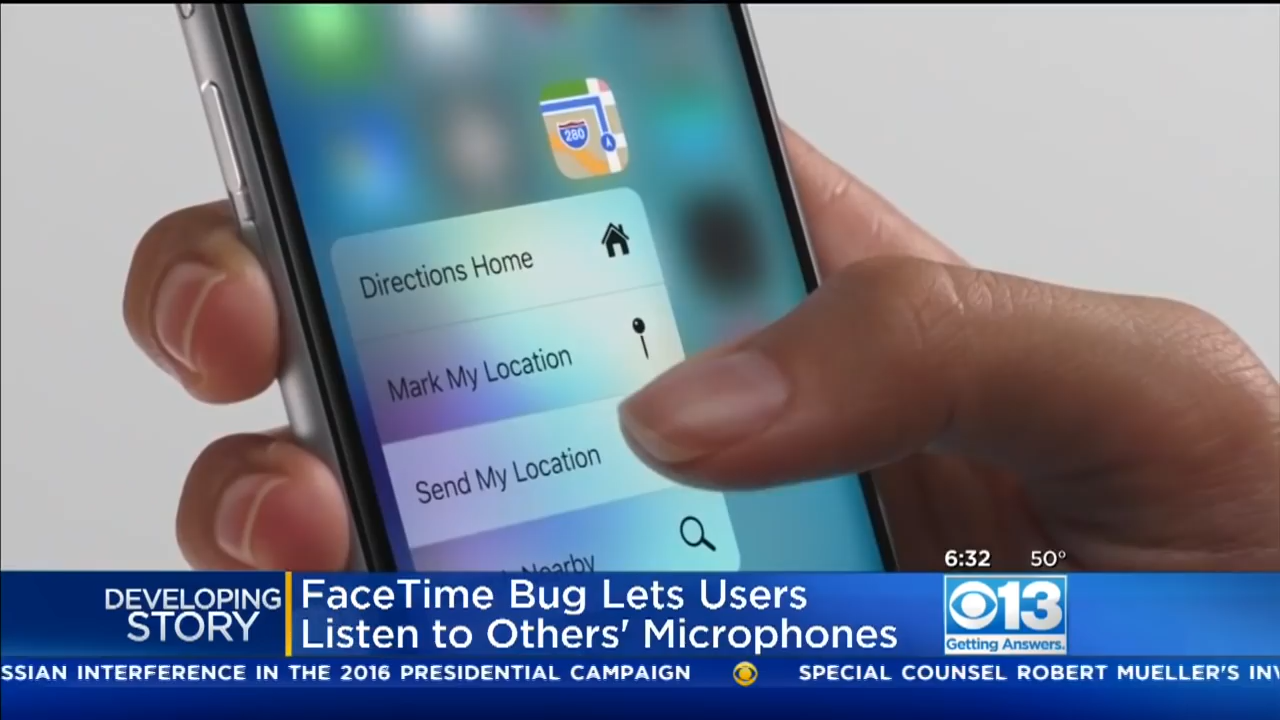 280
Directions Home
Mark My Location
Send My Location
Nearby
6:32 50°
DEVELOPING
STORY
FaceTime Bug Lets Users
Listen to Others' Microphones
13
Getting Answers.
SSIAN INTERFERENCE IN THE 2016 PRESIDENTIAL CAMPAIGN SPECIAL COUNSEL ROBERT MUELLER'S INV